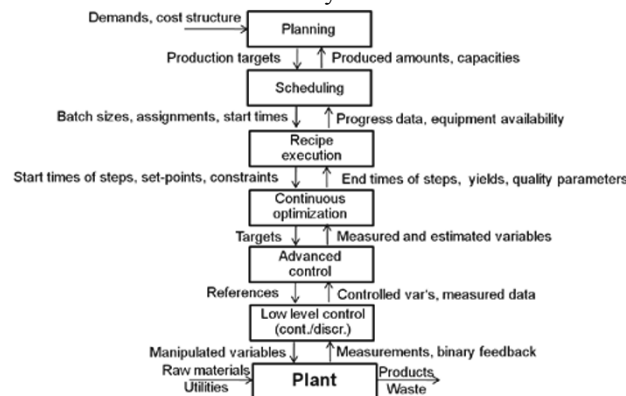 Demands, cost structure
Planning
Production targets
Produced amounts, capacities
Scheduling
Batch sizes, assignments, start times
Progress data, equipment availability
Recipe
execution
Start times of steps, set-points, constraints
End times of steps, yields, quality parameters
Continuous
optimization
Targets
Measured and estimated variables
Advanced
control
References
Controlled var's, measured data
Low level control
(cont./discr.)
Manipulated variables
Measurements, binary feedback
Raw materials
Utilities
Plant
Products
Waste